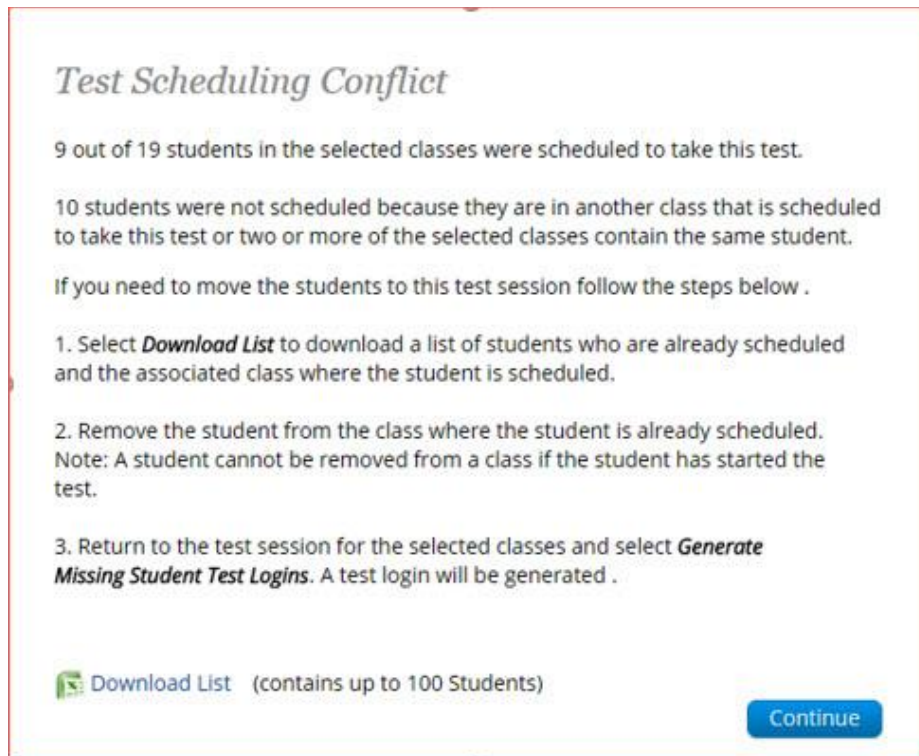 Test Scheduling Conflict
9 out of 19 students in the selected classes were scheduled to take this test.
10 students were not scheduled because they are in another class that is scheduled
to take this test or two or more of the selected classes contain the same student.
If you need to move the students to this test session follow the steps below .
1. Select Download List to download a list of students who are already scheduled
and the associated class where the student is scheduled.
2. Remove the student from the class where the student is already scheduled.
Note: A student cannot be removed from a class if the student has started the
test.
3. Return to the test session for the selected classes and select Generate
Missing Student Test Logins. A test login will be generated .
Download List (contains up to 100 Students)
Continue